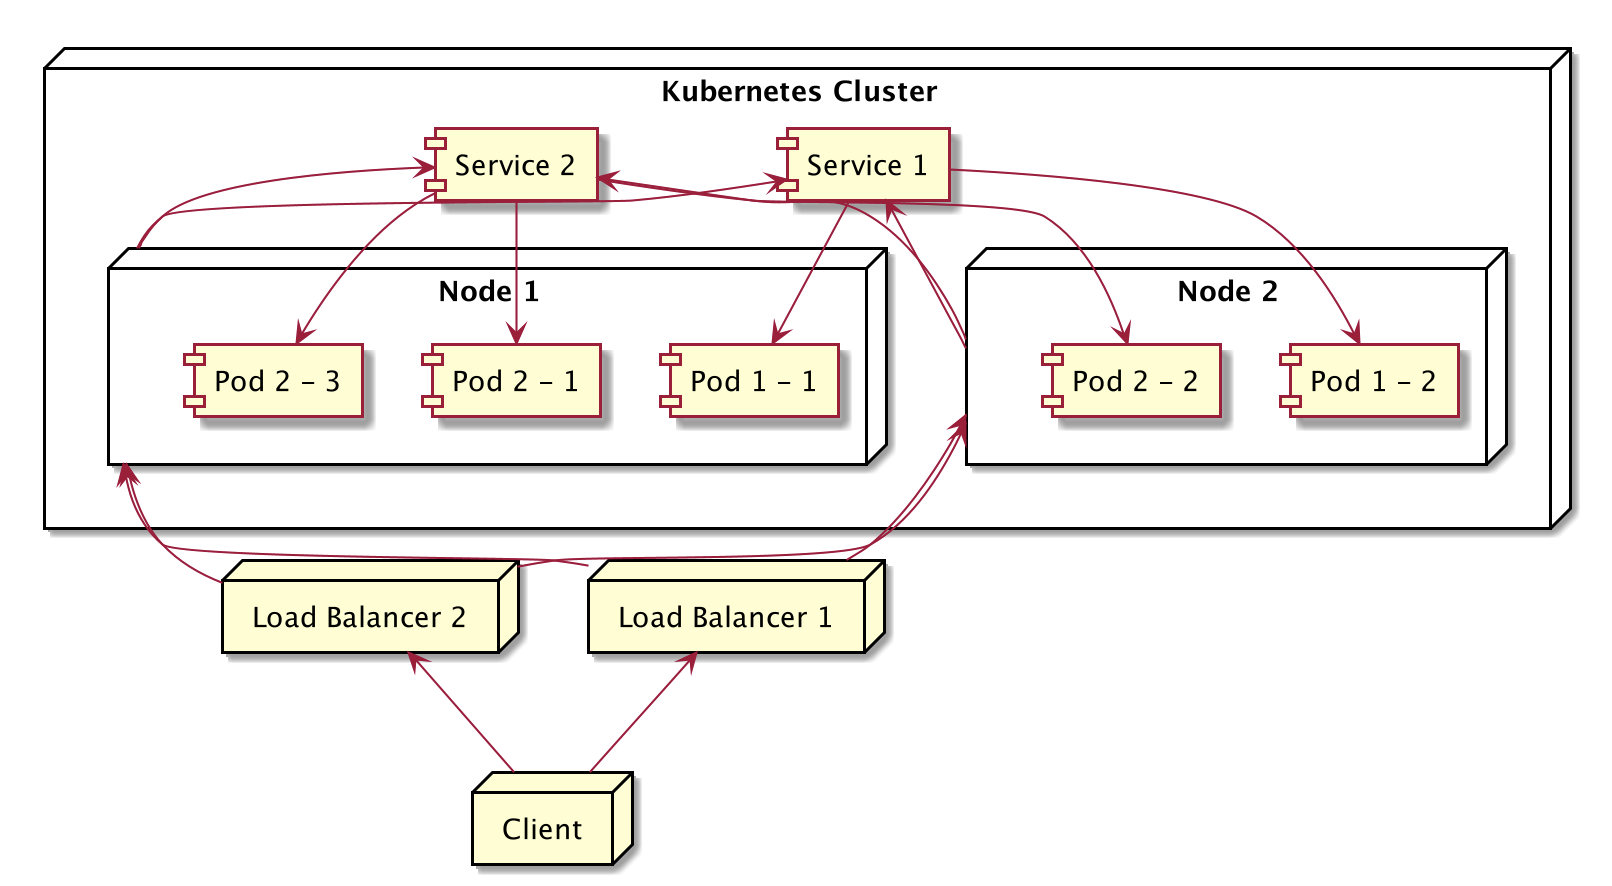 Kubernetes Cluster
Service 2
Service 1
Node 1
Node 2
Pod 2 – 3
Pod 2 – 1
Pod 1 – 1
Pod 2 – 2
Pod 1 – 2
Load Balancer 2
Load Balancer 1
Client